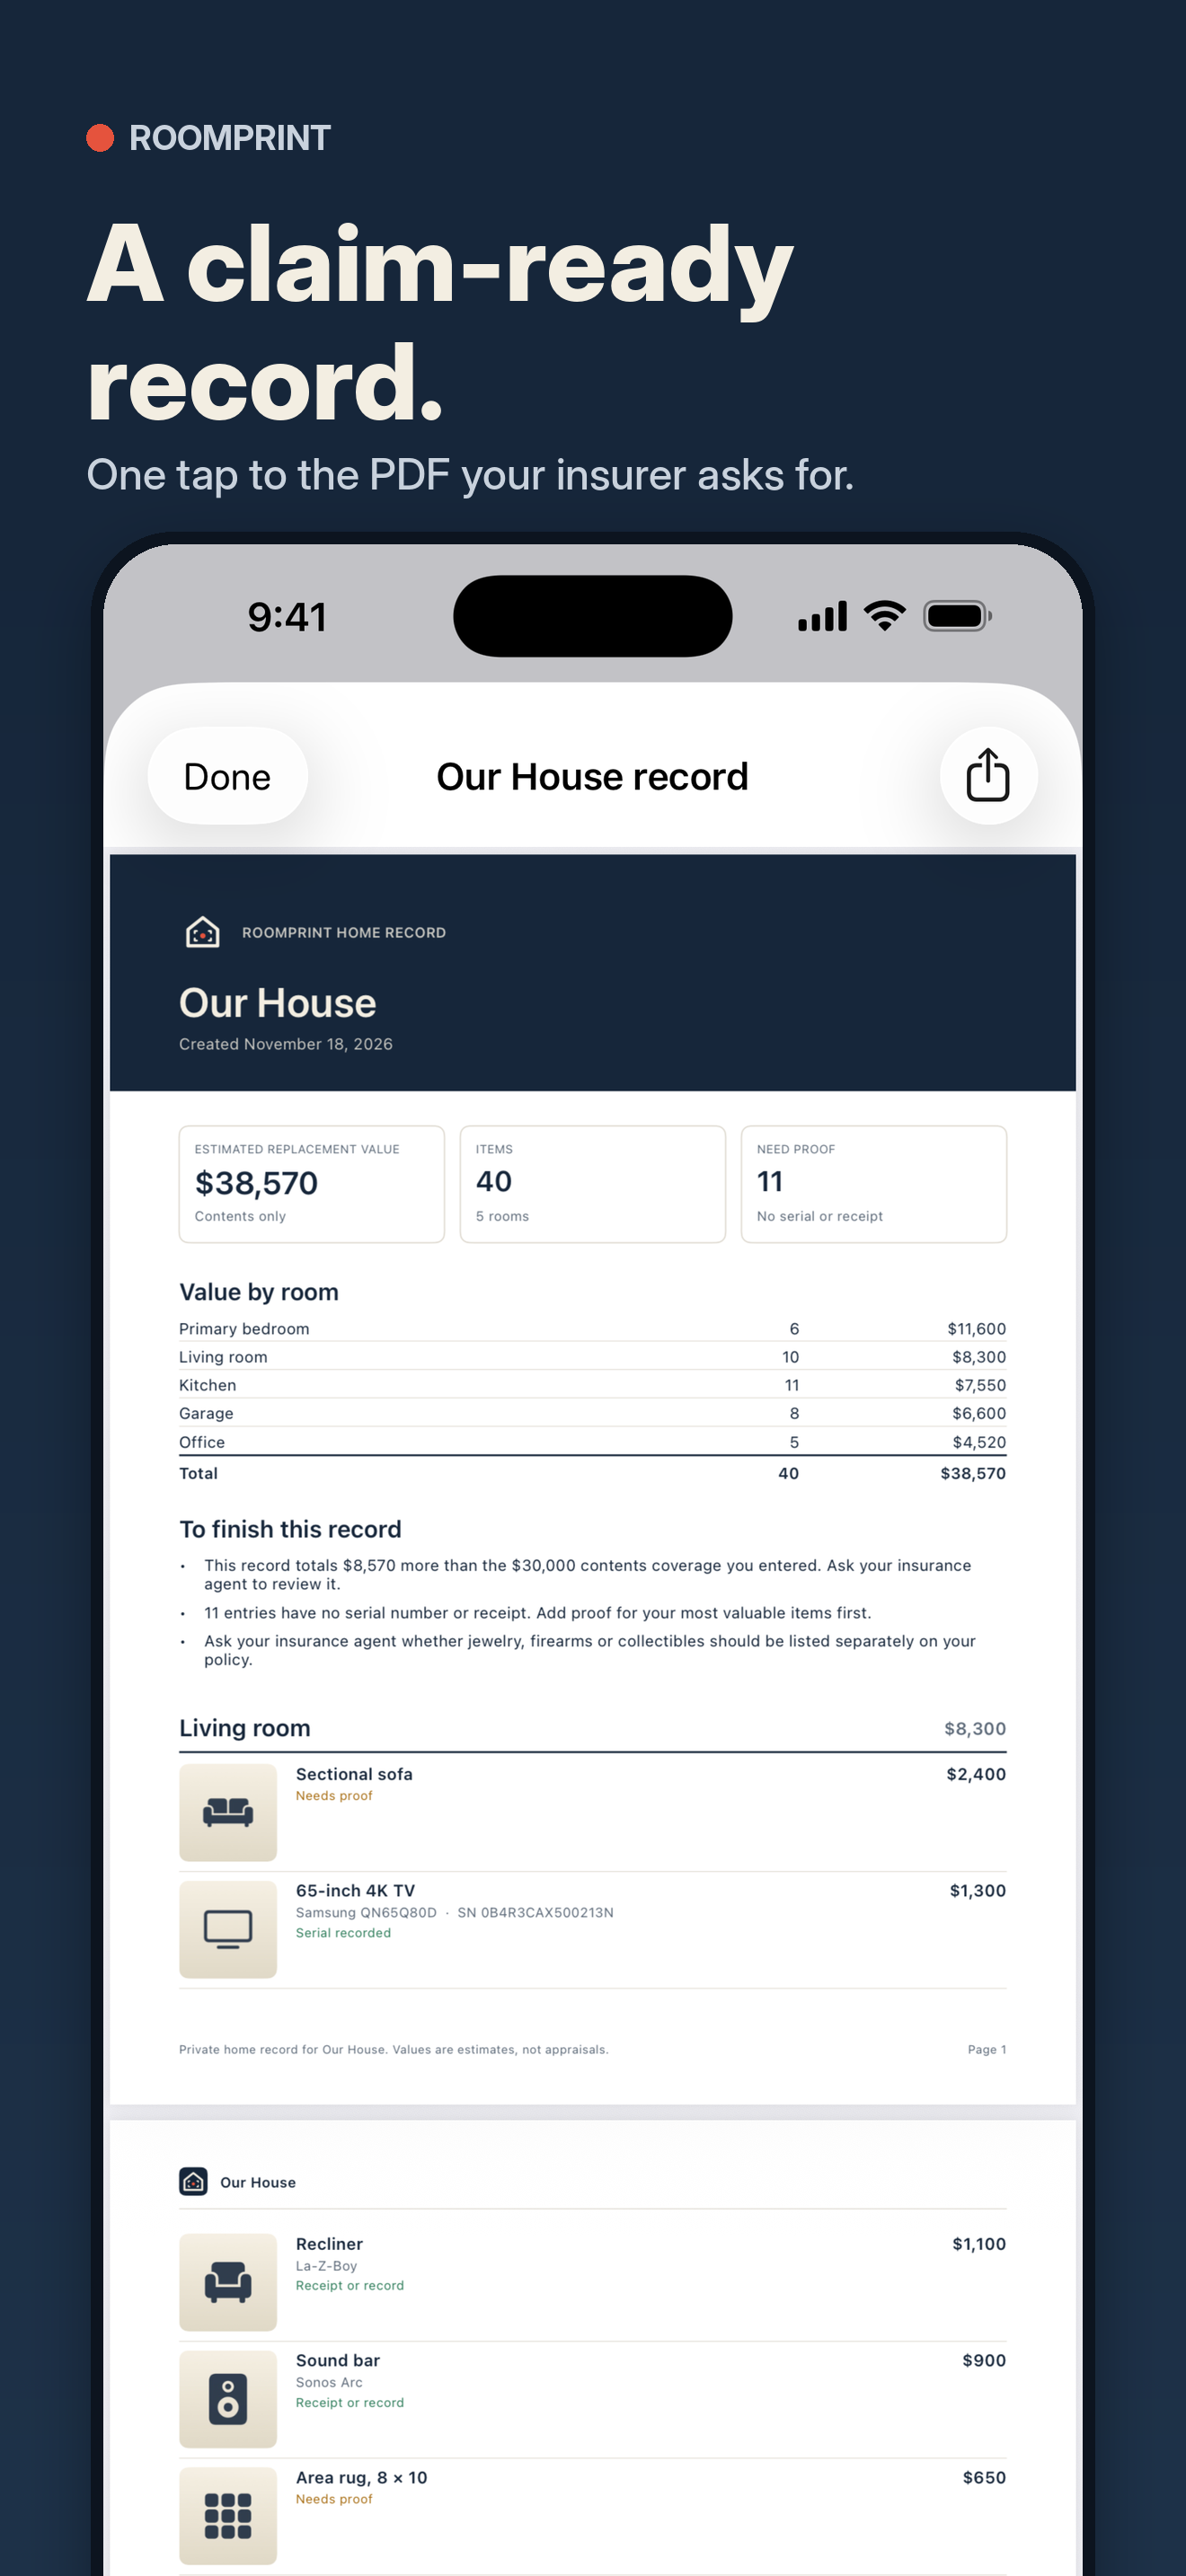 ROOMPRINT
A claim-ready
record.
One tap to the PDF your insurer asks for.
9:41
Done
Our House record
ROOMPRINT HOME RECORD
Our House
Created November 18, 2026
ESTIMATED REPLACEMENT VALUE
$38,570
Contents only
ITEMS
40
5 rooms
NEED PROOF
11
No serial or receipt
Value by room
Primary bedroom 6 $11,600
Living room 10 $8,300
Kitchen 11 $7,550
Garage 8 $6,600
Office 5 $4,520
Total 40 $38,570
To finish this record
• This record totals $8,570 more than the $30,000 contents coverage you entered. Ask your insurance
agent to review it.
• 11 entries have no serial number or receipt. Add proof for your most valuable items first.
• Ask your insurance agent whether jewelry, firearms or collectibles should be listed separately on your
policy.
Living room $8,300
Sectional sofa $2,400
Needs proof
65-inch 4K TV $1,300
Samsung QN65Q80D · SN 0B4R3CAX500213N
Serial recorded
Private home record for Our House. Values are estimates, not appraisals. Page 1
Our House
Recliner $1,100
La-Z-Boy
Receipt or record
Sound bar $900
Sonos Arc
Receipt or record
Area rug, 8 × 10 $650
Needs proof